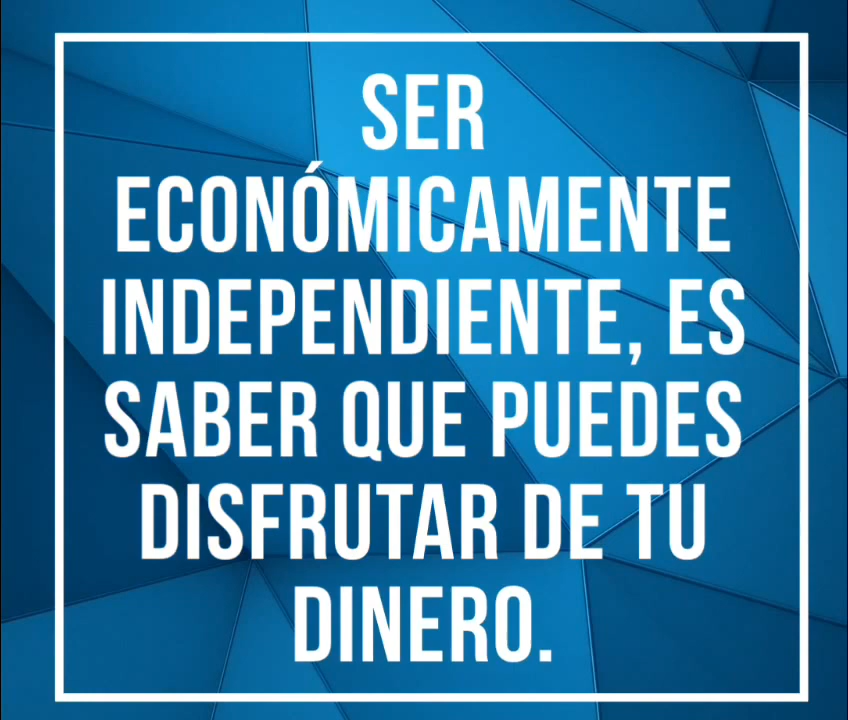 SER
ECONÓMICAMENTE
INDEPENDIENTE, ES
SABER QUE PUEDES
DISFRUTAR DE TU
DINERO.